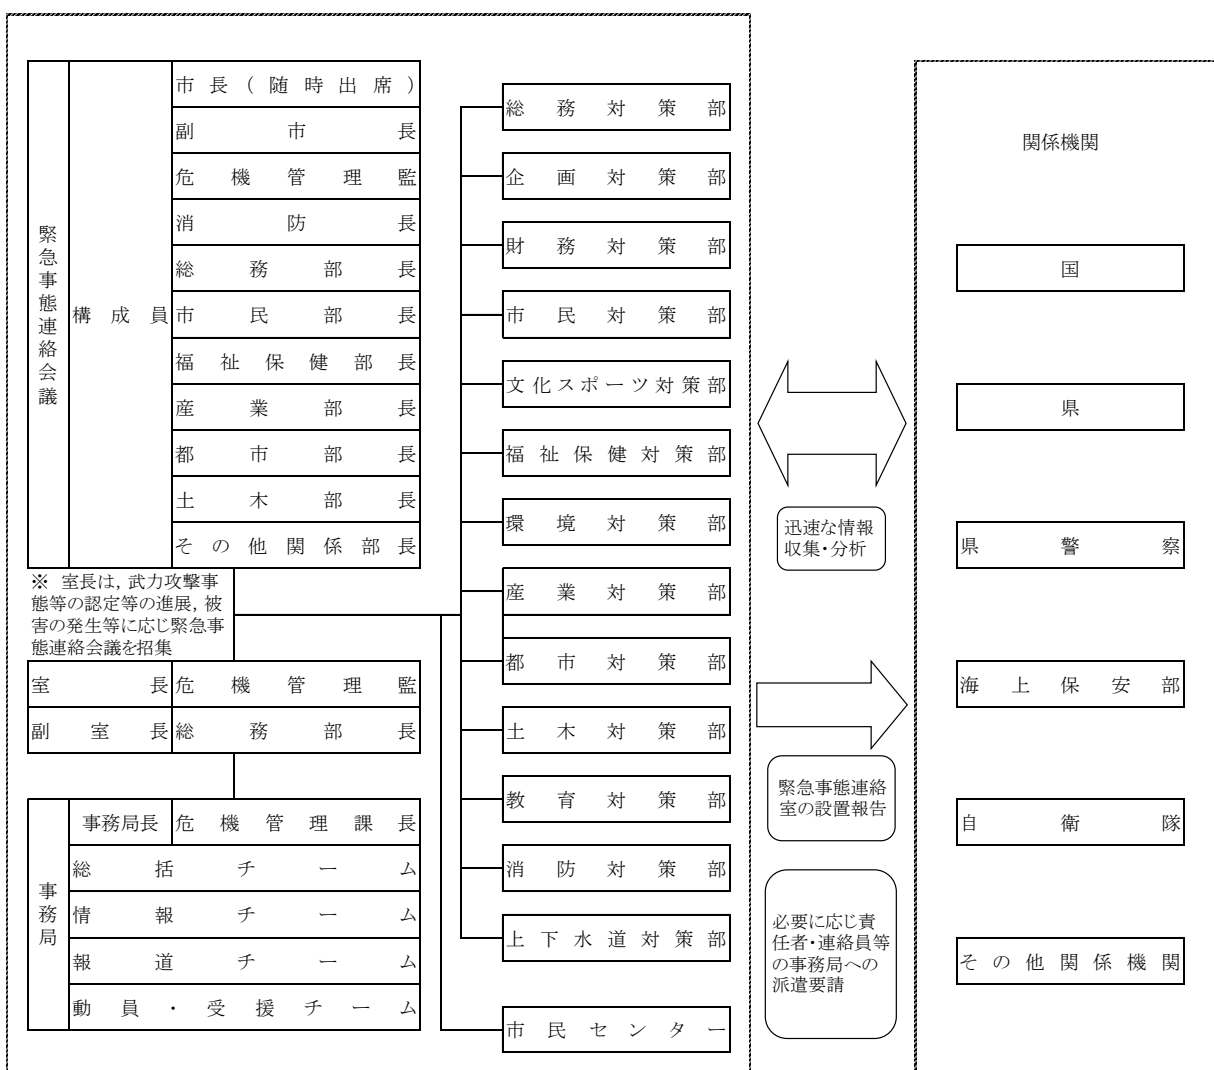 緊急事態連絡会議
構成員
市長(随時出席)
副市長
危機管理監
消防長
総務部長
市民部長
福祉保健部長
産業部長
都市部長
土木部長
その他関係部長
※ 室長は,武力攻撃事
態等の認定等の進展,被
害の発生等に応じ緊急事
態連絡会議を招集
室長 危機管理監
副室長 総務部長
事務局
事務局長 危機管理課長
総括チーム
情報チーム
報道チーム
動員・受援チーム
総務対策部
企画対策部
財務対策部
市民対策部
文化スポーツ対策部
福祉保健対策部
環境対策部
産業対策部
都市対策部
土木対策部
教育対策部
消防対策部
上下水道対策部
市民センター
迅速な情報
収集・分析
緊急事態連絡
室の設置報告
必要に応じ責
任者・連絡員等
の事務局への
派遣要請
関係機関
国
県
県警察
海上保安部
自衛隊
その他関係機関